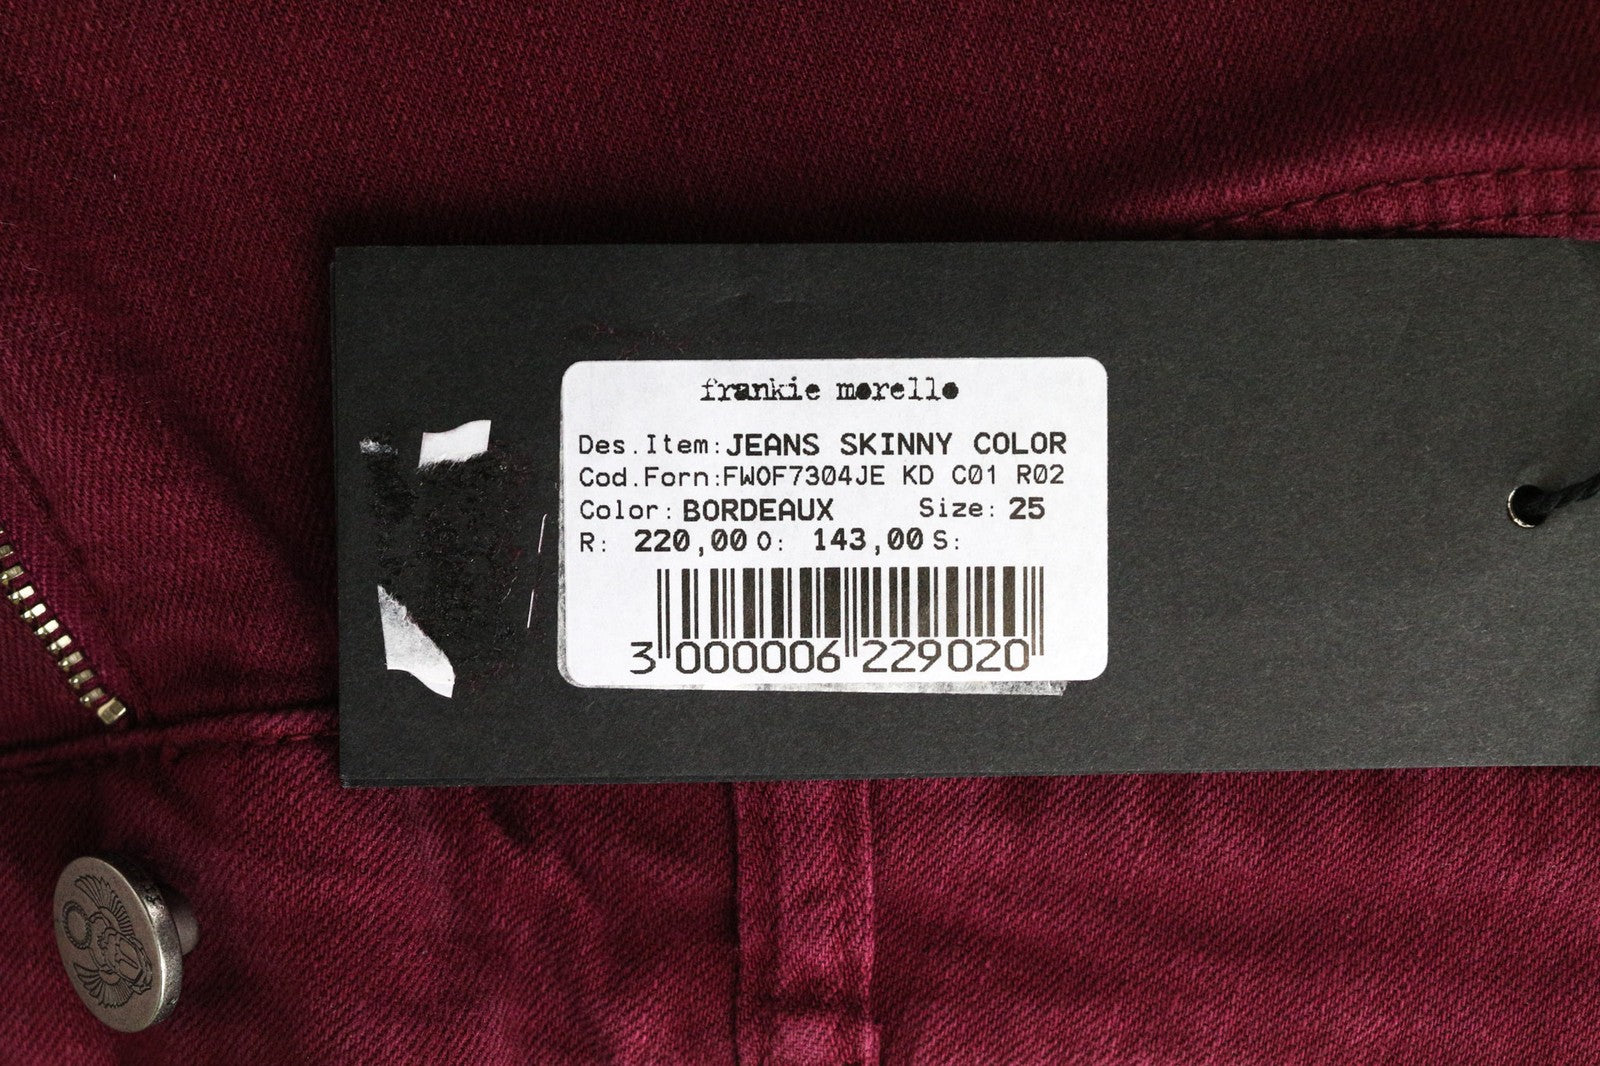 frankie morello
Des.Item:JEANS SKINNY COLOR
Cod.Forn:FWOF7304JE KD C01 R02
Color:BORDEAUX Size:25
R: 220,00 O: 143,00 S:
3 000006 229020